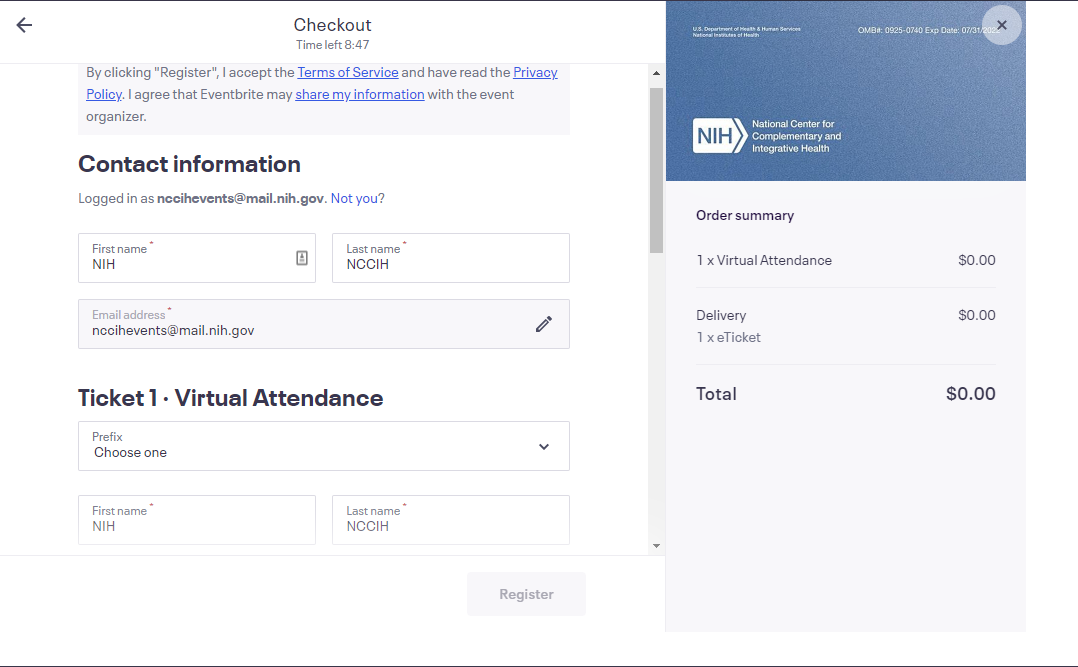 Checkout
Time left 8:47
By clicking "Register", I accept the Terms of Service and have read the Privacy
Policy. I agree that Eventbrite may share my information with the event
organizer.
Contact information
Logged in as nccihevents@mail.nih.gov. Not you?
First name *
NIH
Last name *
NCCIH
Email address *
nccihevents@mail.nih.gov
Ticket 1 · Virtual Attendance
Prefix
Choose one
First name *
NIH
Last name *
NCCIH
Register
U.S. Department of Health & Human Services
National Institutes of Health
OMB#: 0925-0740 Exp Date: 07/31/
NIH
National Center for
Complementary and
Integrative Health
Order summary
1 x Virtual Attendance $0.00
Delivery $0.00
1 x eTicket
Total $0.00